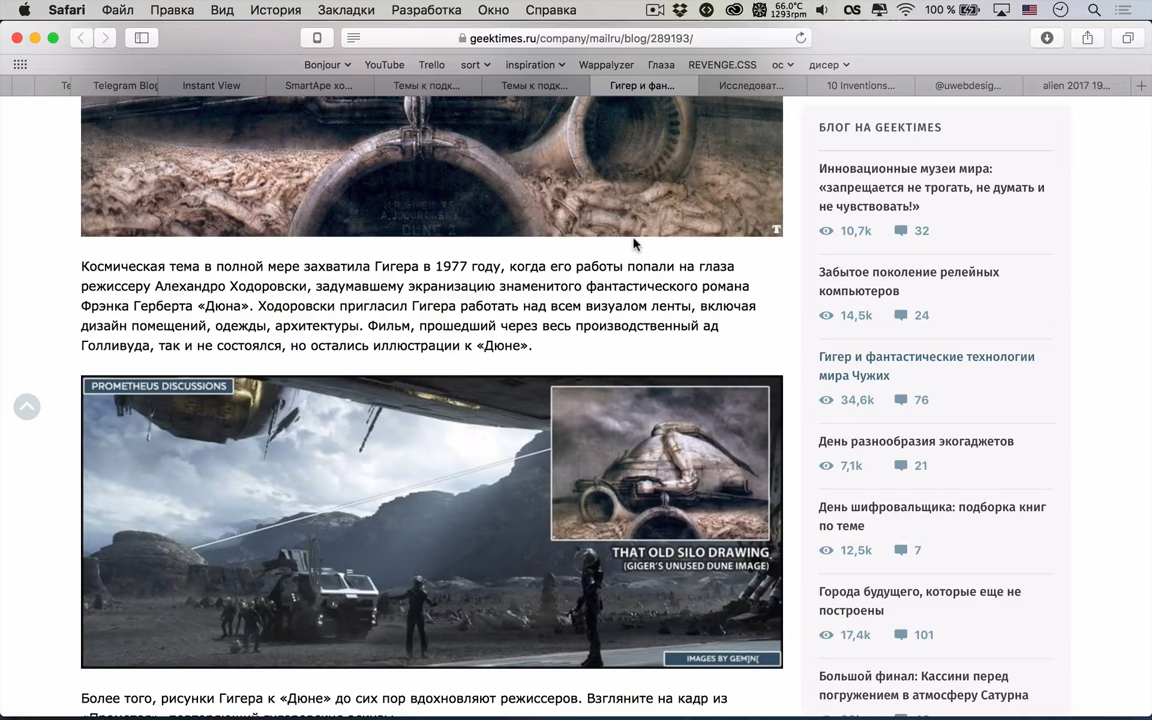 Safari Файл Правка Вид История Закладки Разработка Окно Справка 66.0°C 1293rpm 100 %
geektimes.ru/company/mailru/blog/289193/
Bonjour YouTube Trello sort inspiration Wappalyzer Глаза REVENGE.CSS ос дисер
Те Telegram Blog Instant View SmartApe хо... Темы к подк... Темы к подк... Гигер и фан... Исследоват... 10 Inventions... @uwebdesig... alien 2017 19...
A.JODOROWSKY
DUNE 2
Космическая тема в полной мере захватила Гигера в 1977 году, когда его работы попали на глаза
режиссеру Алехандро Ходоровски, задумавшему экранизацию знаменитого фантастического романа
Фрэнка Герберта «Дюна». Ходоровски пригласил Гигера работать над всем визуалом ленты, включая
дизайн помещений, одежды, архитектуры. Фильм, прошедший через весь производственный ад
Голливуда, так и не состоялся, но остались иллюстрации к «Дюне».
PROMETHEUS DISCUSSIONS
THAT OLD SILO DRAWING
(GIGER'S UNUSED DUNE IMAGE)
IMAGES BY GEM]N[
Более того, рисунки Гигера к «Дюне» до сих пор вдохновляют режиссеров. Взгляните на кадр из
БЛОГ НА GEEKTIMES
Инновационные музеи мира:
«запрещается не трогать, не думать и
не чувствовать!»
10,7k 32
Забытое поколение релейных
компьютеров
14,5k 24
Гигер и фантастические технологии
мира Чужих
34,6k 76
День разнообразия экогаджетов
7,1k 21
День шифровальщика: подборка книг
по теме
12,5k 7
Города будущего, которые еще не
построены
17,4k 101
Большой финал: Кассини перед
погружением в атмосферу Сатурна